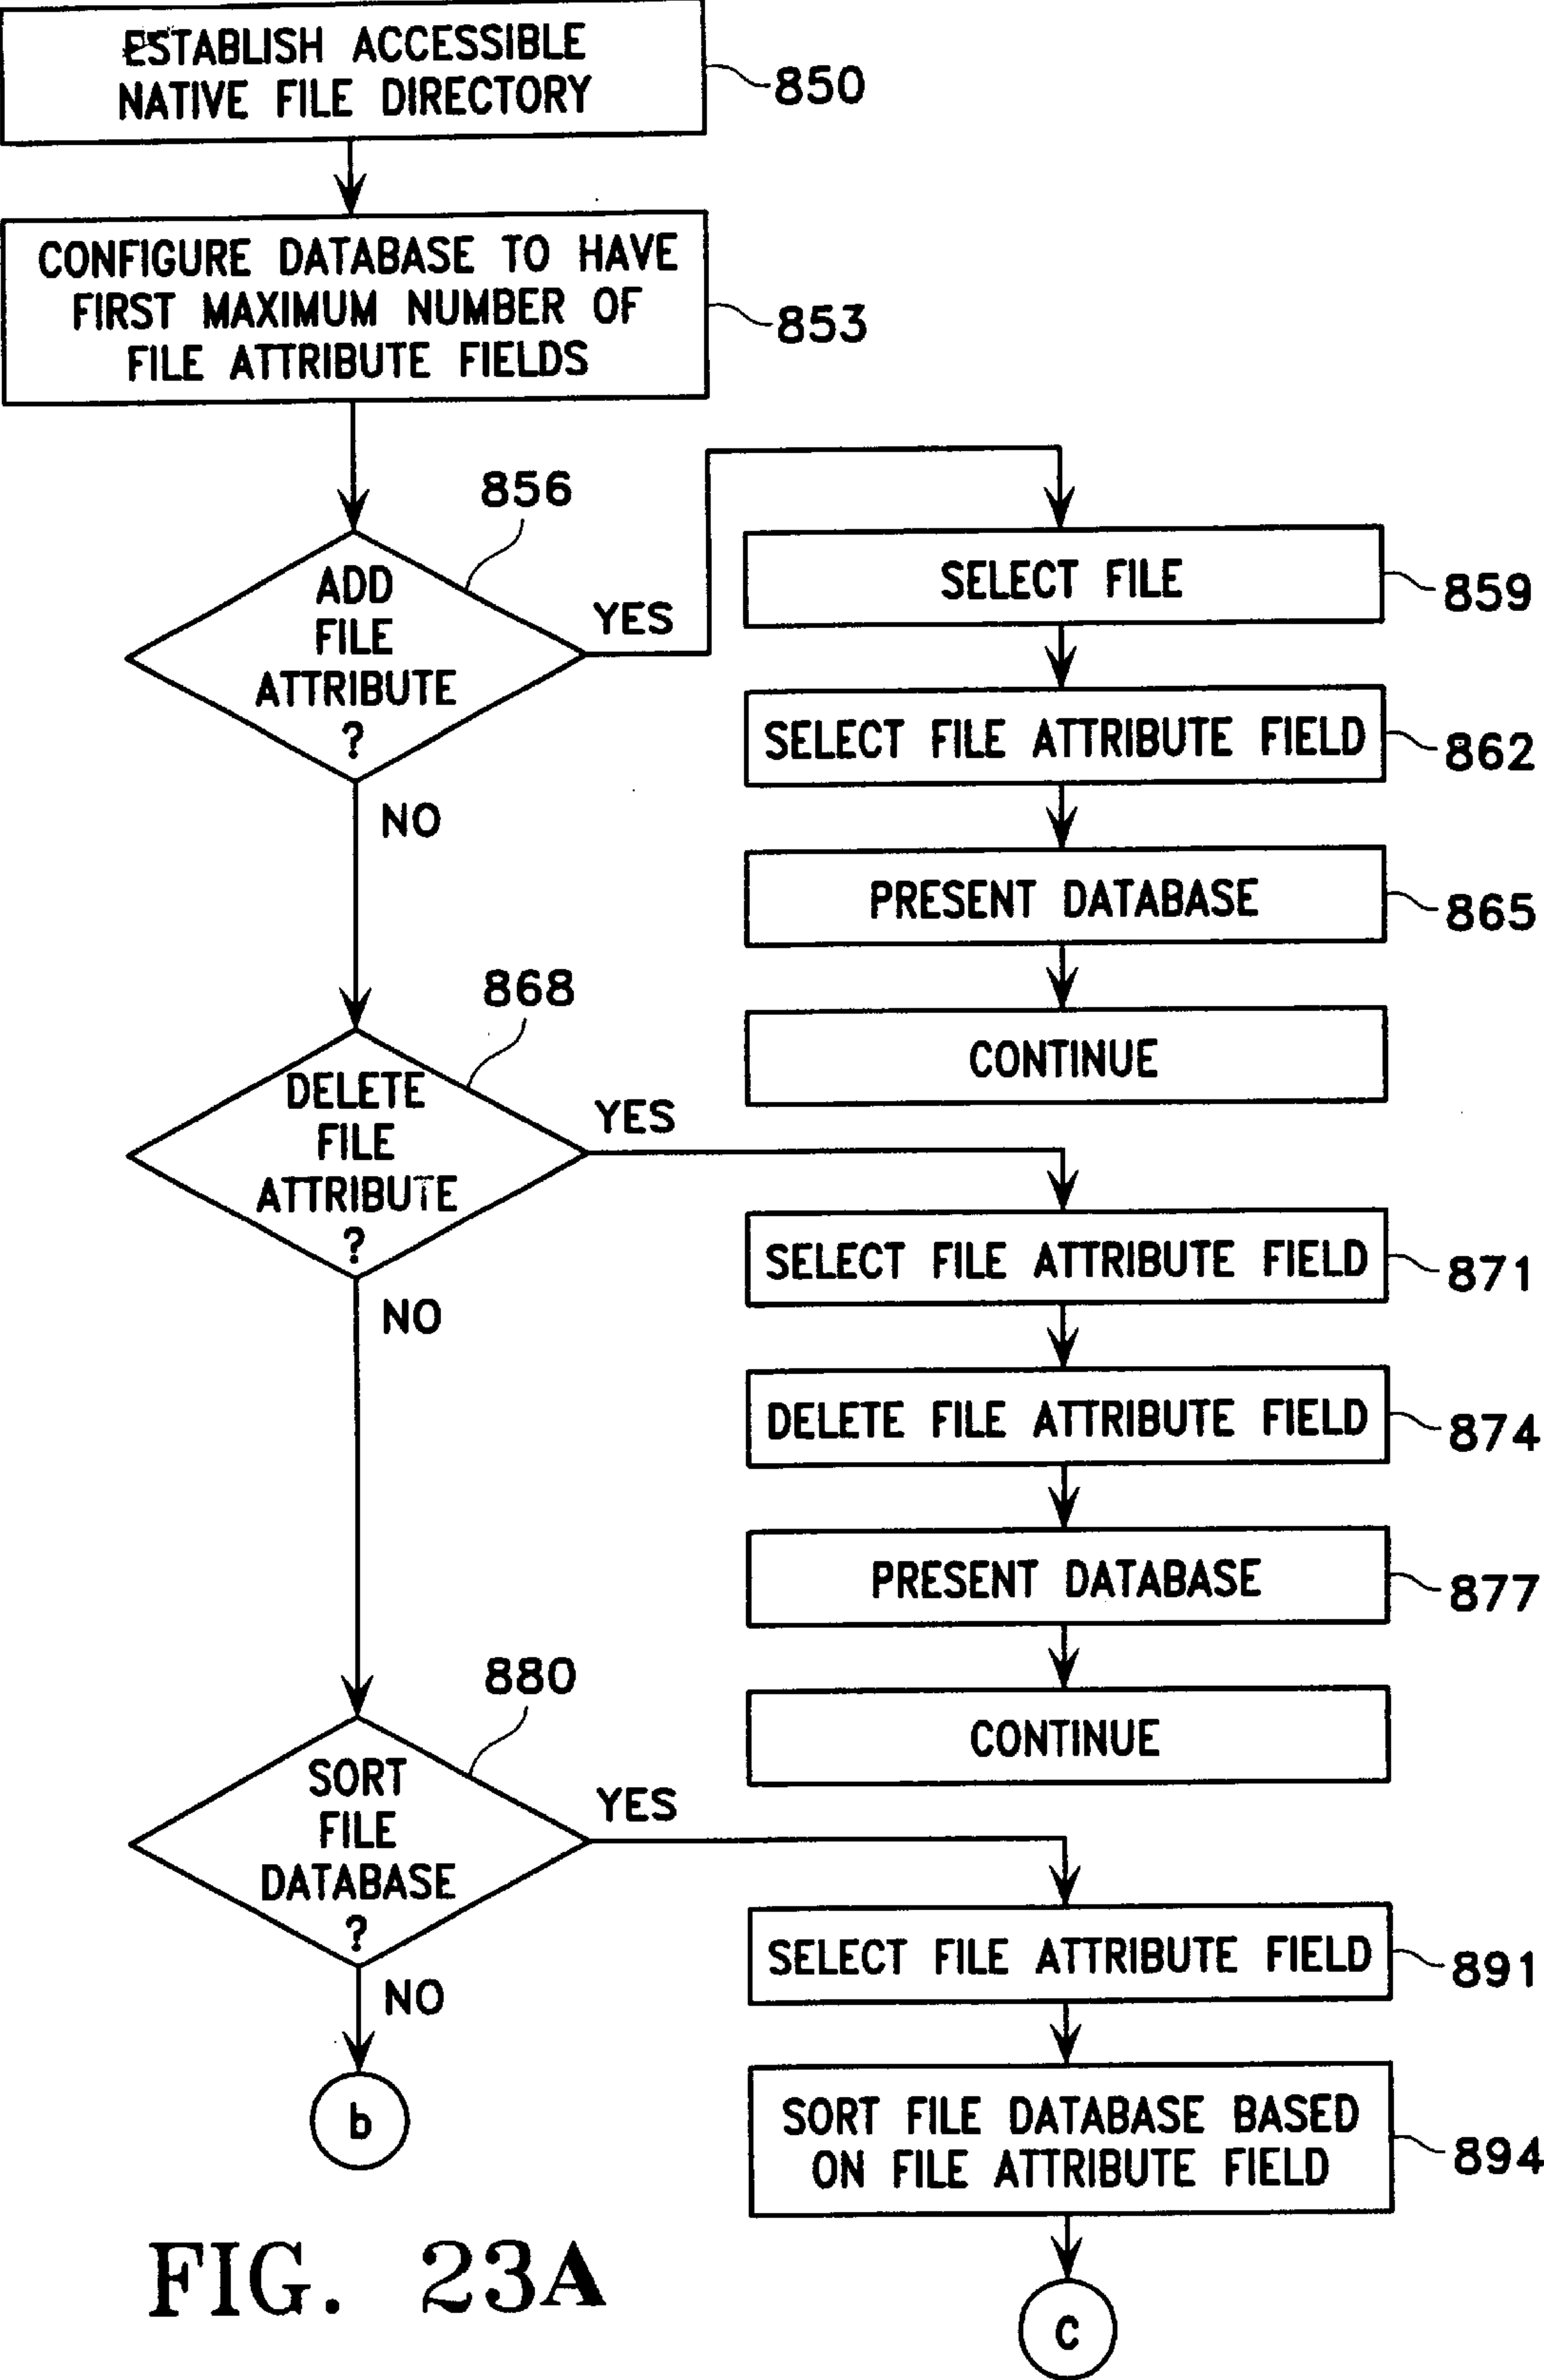 ESTABLISH ACCESSIBLE
NATIVE FILE DIRECTORY
850
CONFIGURE DATABASE TO HAVE
FIRST MAXIMUM NUMBER OF
FILE ATTRIBUTE FIELDS
853
856
ADD
FILE
ATTRIBUTE
?
YES
NO
SELECT FILE
859
SELECT FILE ATTRIBUTE FIELD
862
PRESENT DATABASE
865
CONTINUE
868
DELETE
FILE
ATTRIBUTE
?
YES
NO
SELECT FILE ATTRIBUTE FIELD
871
DELETE FILE ATTRIBUTE FIELD
874
PRESENT DATABASE
877
CONTINUE
880
SORT
FILE
DATABASE
?
YES
NO
b
SELECT FILE ATTRIBUTE FIELD
891
SORT FILE DATABASE BASED
ON FILE ATTRIBUTE FIELD
894
c
FIG. 23A